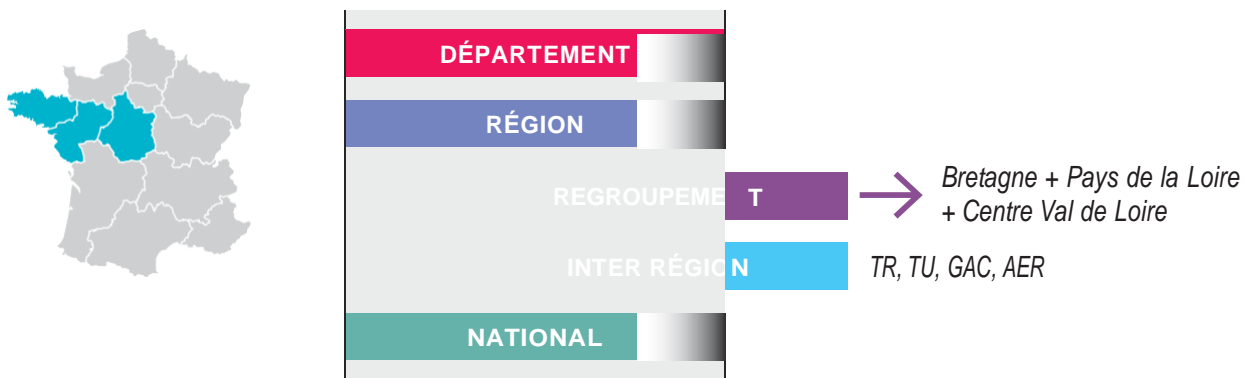 DÉPARTEMENT
RÉGION
REGROUPEMENT
Bretagne + Pays de la Loire
+ Centre Val de Loire
INTER RÉGION
TR, TU, GAC, AER
NATIONAL